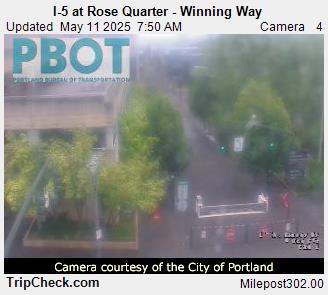 I-5 at Rose Quarter - Winning Way
Updated May 11 2025 7:50 AM Camera 4
PBOT
PORTLAND BUREAU OF TRANSPORTATION
Camera courtesy of the City of Portland
TripCheck.com Milepost302.00